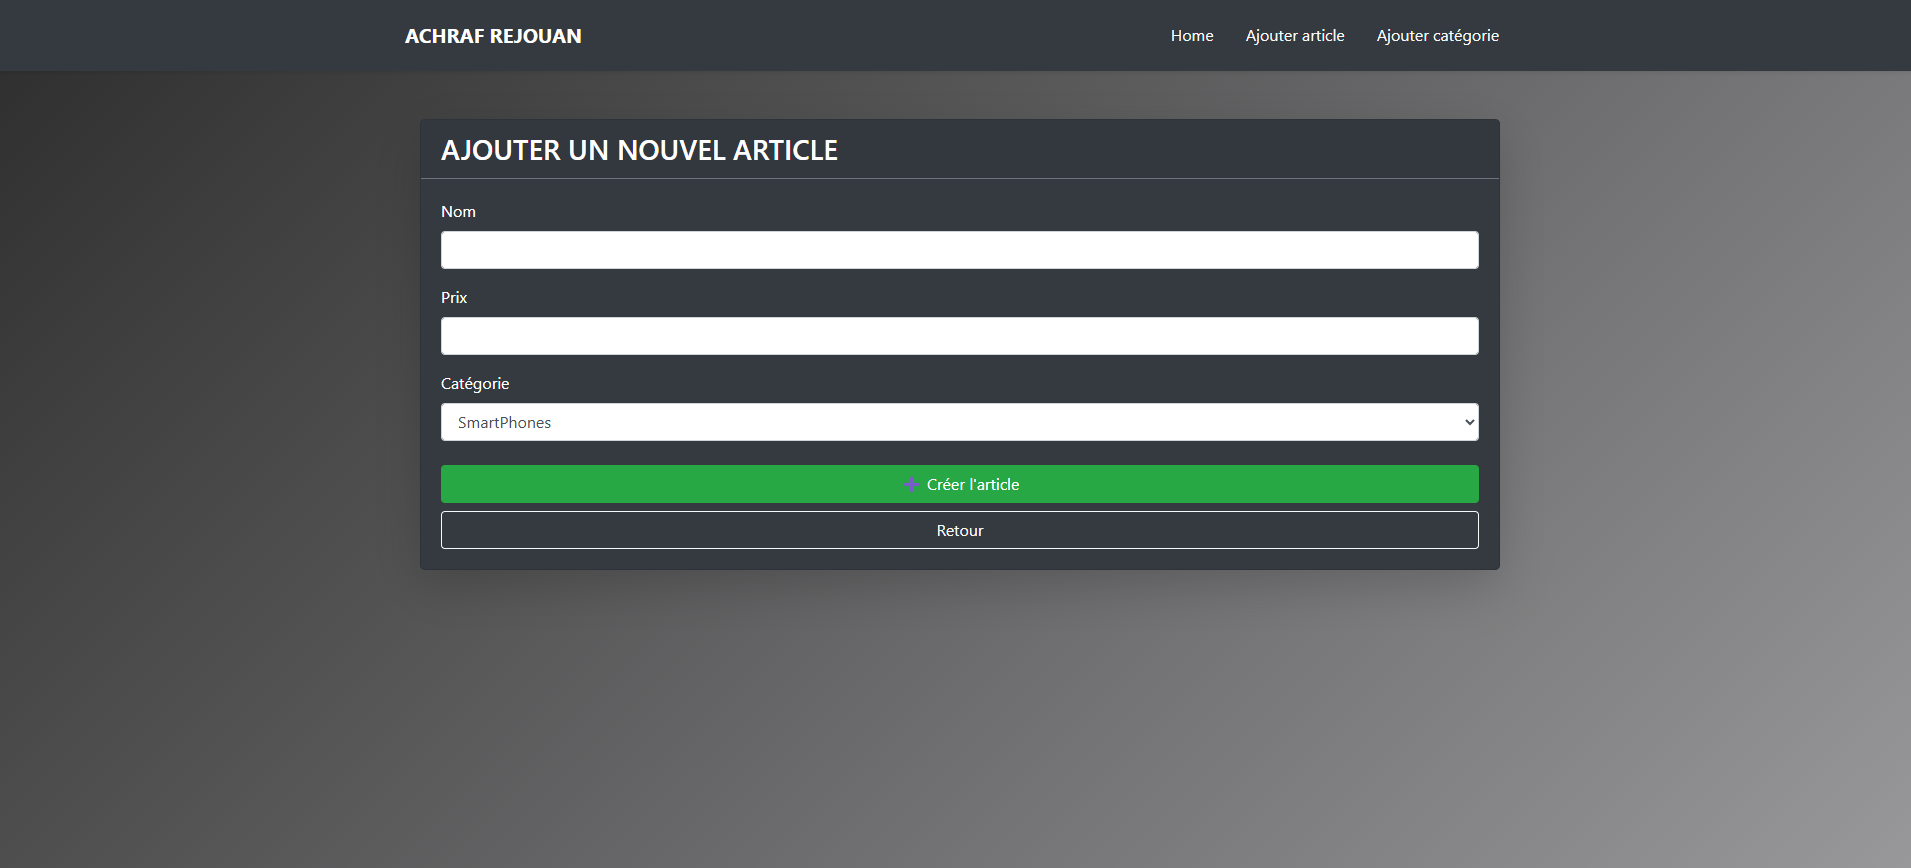 ACHRAF REJOUAN
Home Ajouter article Ajouter catégorie
AJOUTER UN NOUVEL ARTICLE
Nom
Prix
Catégorie
SmartPhones
➕ Créer l'article
Retour